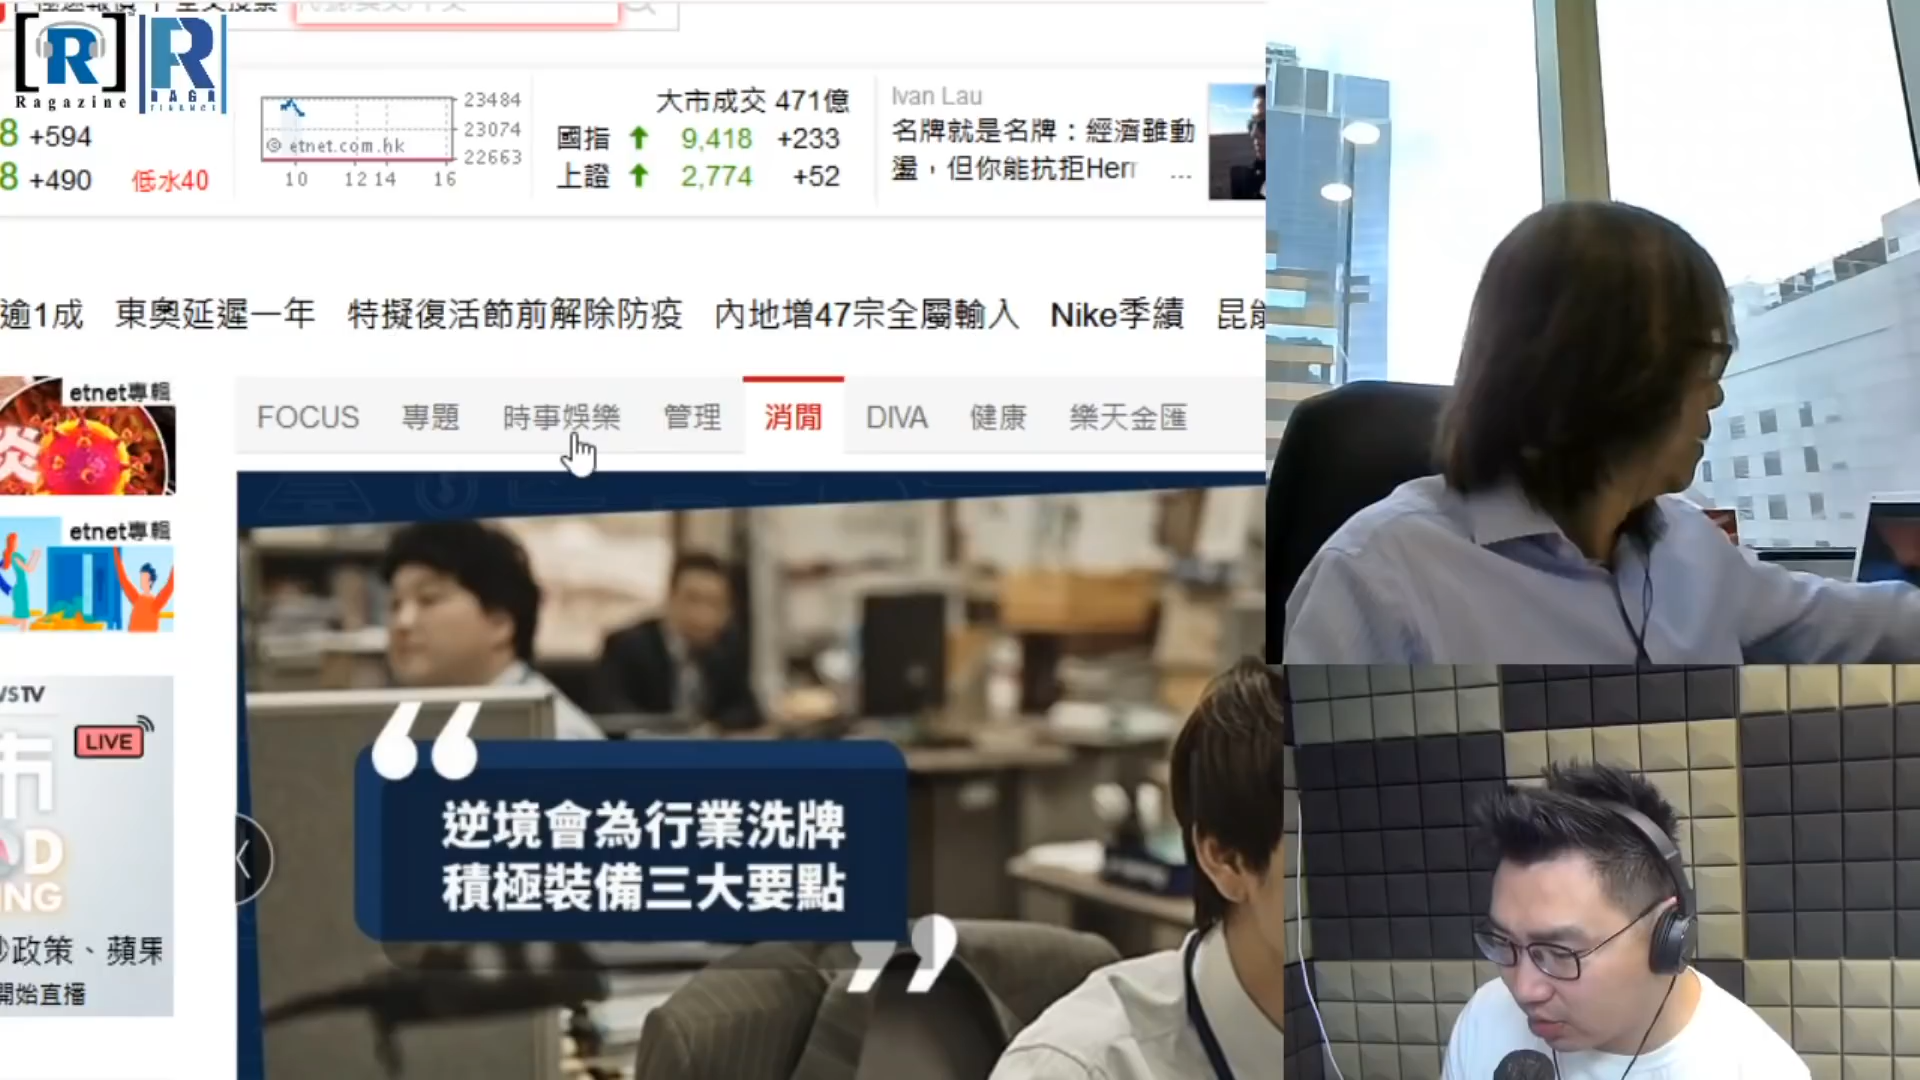 [R]
Ragazine
R
RAGA
FINANCE
8 +594
8 +490 低水40
23484
23074
22663
© etnet.com.hk
10 12 14 16
大市成交 471億
國指 9,418 +233
上證 2,774 +52
Ivan Lau
名牌就是名牌：經濟雖動
盪，但你能抗拒Her ...
逾1成 東奧延遲一年 特擬復活節前解除防疫 內地增47宗全屬輸入 Nike季績 昆
etnet專輯
炎
etnet專輯
FOCUS 專題 時事娛樂 管理 消閒 DIVA 健康 樂天金匯
LIVE
市
ING
政策、蘋果
開始直播
“逆境會為行業洗牌
積極裝備三大要點”